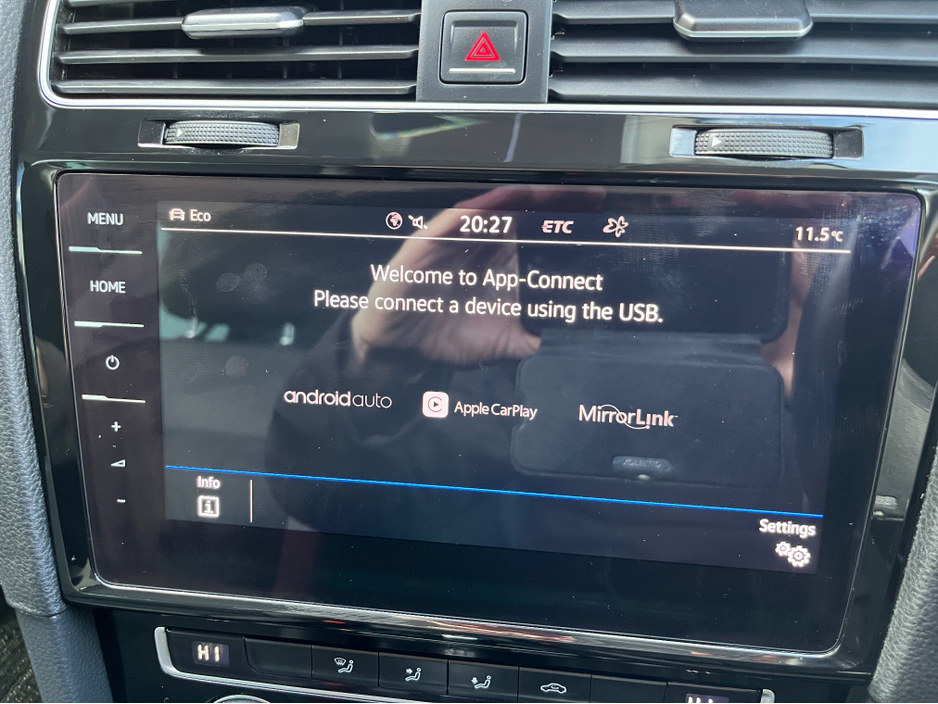 MENU
Eco
20:27
ETC
11.5°C
HOME
Welcome to App-Connect
Please connect a device using the USB.
androidauto
Apple CarPlay
MirrorLink
+
-
Info
i
Settings
HI